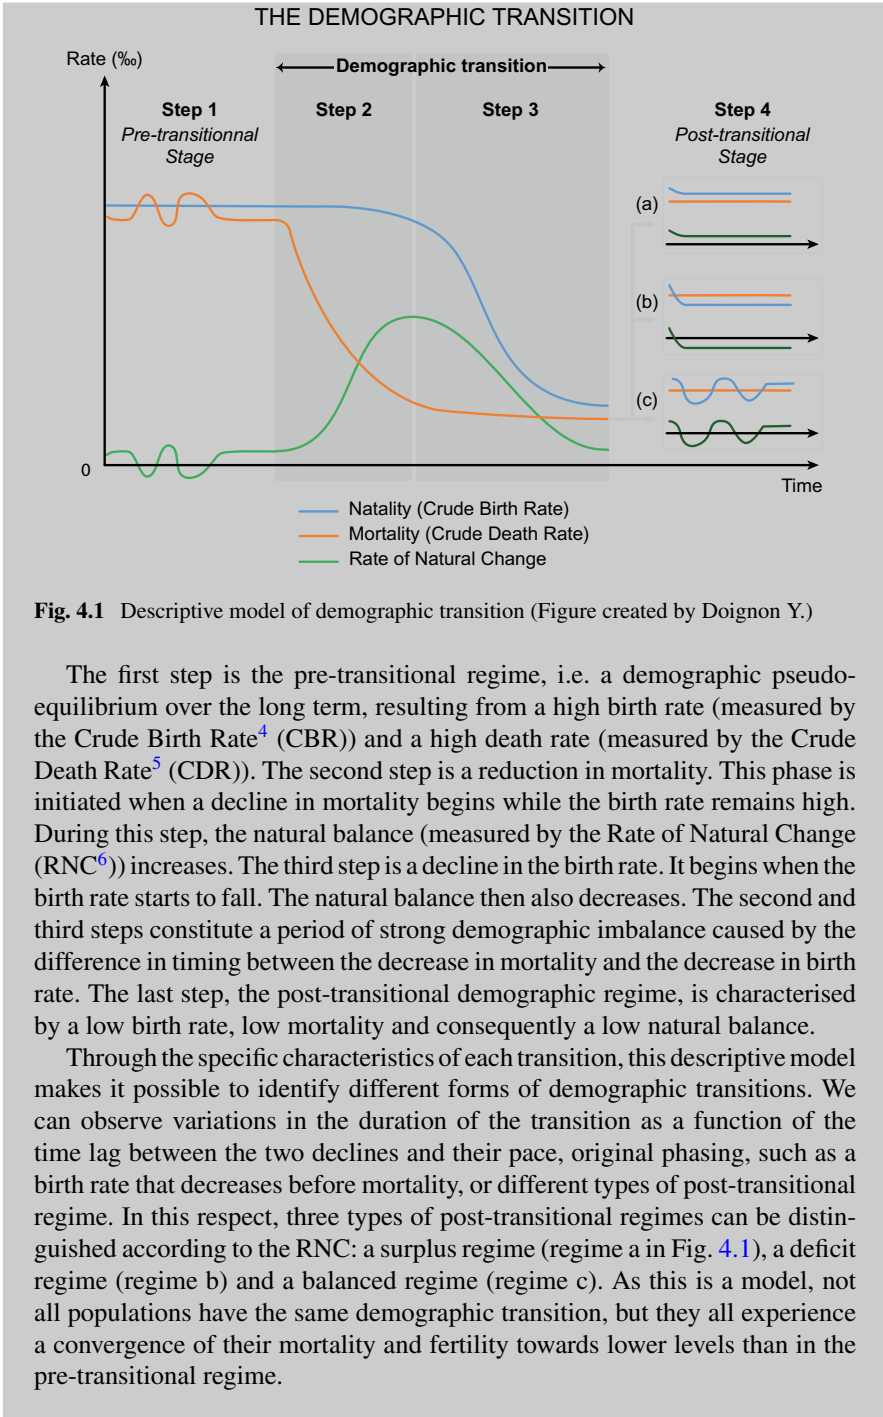 THE DEMOGRAPHIC TRANSITION
Rate (‰)
Demographic transition
Step 1
Pre-transitionnal
Stage
Step 2
Step 3
Step 4
Post-transitional
Stage
(a)
(b)
(c)
0
Time
Natality (Crude Birth Rate)
Mortality (Crude Death Rate)
Rate of Natural Change
Fig. 4.1 Descriptive model of demographic transition (Figure created by Doignon Y.)
The first step is the pre-transitional regime, i.e. a demographic pseudo-
equilibrium over the long term, resulting from a high birth rate (measured by
the Crude Birth Rate4 (CBR)) and a high death rate (measured by the Crude
Death Rate5 (CDR)). The second step is a reduction in mortality. This phase is
initiated when a decline in mortality begins while the birth rate remains high.
During this step, the natural balance (measured by the Rate of Natural Change
(RNC6)) increases. The third step is a decline in the birth rate. It begins when the
birth rate starts to fall. The natural balance then also decreases. The second and
third steps constitute a period of strong demographic imbalance caused by the
difference in timing between the decrease in mortality and the decrease in birth
rate. The last step, the post-transitional demographic regime, is characterised
by a low birth rate, low mortality and consequently a low natural balance.
Through the specific characteristics of each transition, this descriptive model
makes it possible to identify different forms of demographic transitions. We
can observe variations in the duration of the transition as a function of the
time lag between the two declines and their pace, original phasing, such as a
birth rate that decreases before mortality, or different types of post-transitional
regime. In this respect, three types of post-transitional regimes can be distin-
guished according to the RNC: a surplus regime (regime a in Fig. 4.1), a deficit
regime (regime b) and a balanced regime (regime c). As this is a model, not
all populations have the same demographic transition, but they all experience
a convergence of their mortality and fertility towards lower levels than in the
pre-transitional regime.